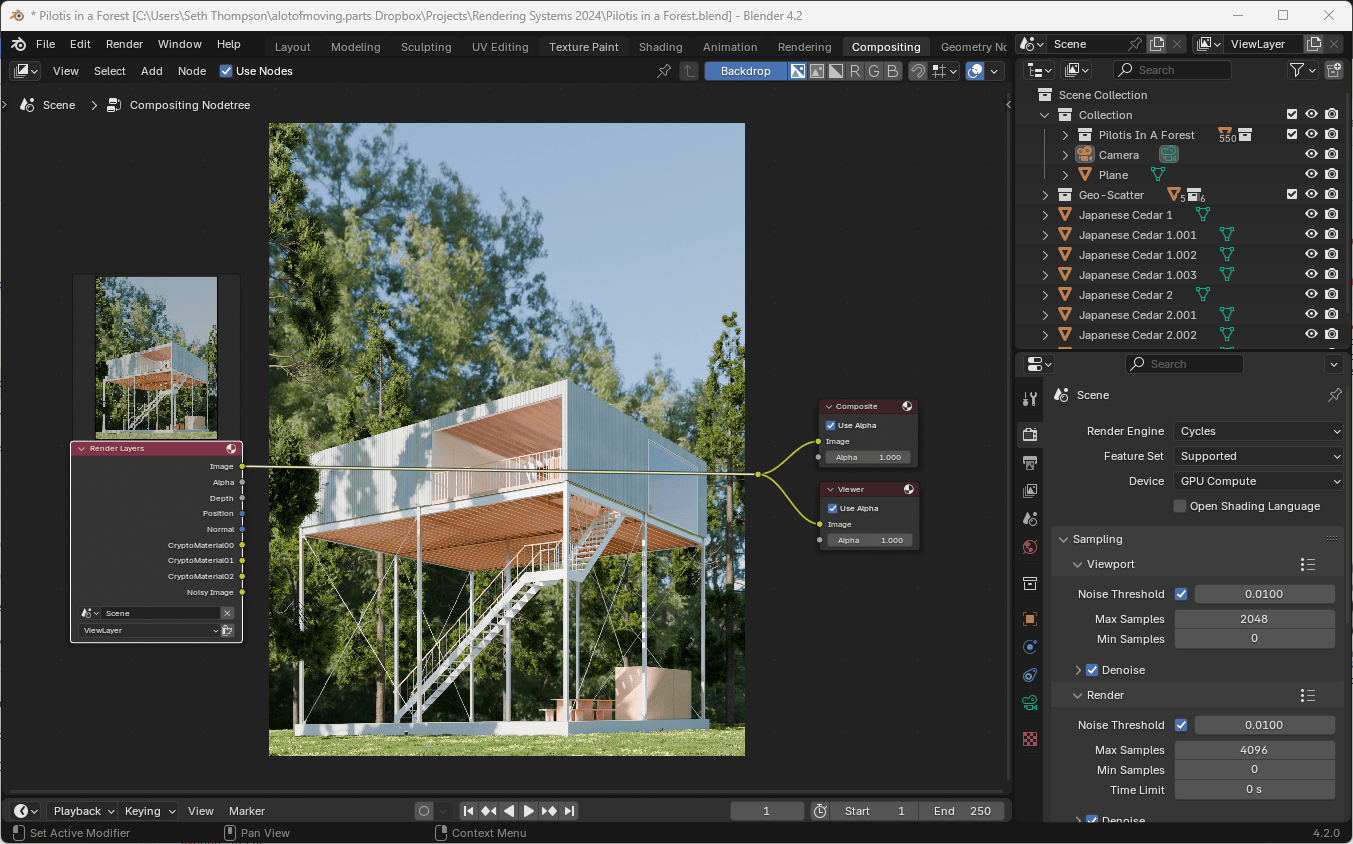 * Pilotis in a Forest [C:\Users\Seth Thompson\alotofmoving.parts Dropbox\Projects\Rendering Systems 2024\Pilotis in a Forest.blend] - Blender 4.2
File Edit Render Window Help Layout Modeling Sculpting UV Editing Texture Paint Shading Animation Rendering Compositing Geometry No
Scene ViewLayer
View Select Add Node Use Nodes Backdrop R G B
Search
Scene Compositing Nodetree
Scene Collection
Collection
Pilotis In A Forest 550
Camera
Plane
Geo-Scatter 5 6
Japanese Cedar 1
Japanese Cedar 1.001
Japanese Cedar 1.002
Japanese Cedar 1.003
Japanese Cedar 2
Japanese Cedar 2.001
Japanese Cedar 2.002
Render Layers
Image
Alpha
Depth
Position
Normal
CryptoMaterial00
CryptoMaterial01
CryptoMaterial02
Noisy Image
Scene
ViewLayer
Composite
Use Alpha
Image
Alpha 1.000
Viewer
Use Alpha
Image
Alpha 1.000
Search
Scene
Render Engine Cycles
Feature Set Supported
Device GPU Compute
Open Shading Language
Sampling
Viewport
Noise Threshold 0.0100
Max Samples 2048
Min Samples 0
Denoise
Render
Noise Threshold 0.0100
Max Samples 4096
Min Samples 0
Time Limit 0 s
Denoise
Playback Keying View Marker 1 Start 1 End 250
Set Active Modifier Pan View Context Menu 4.2.0